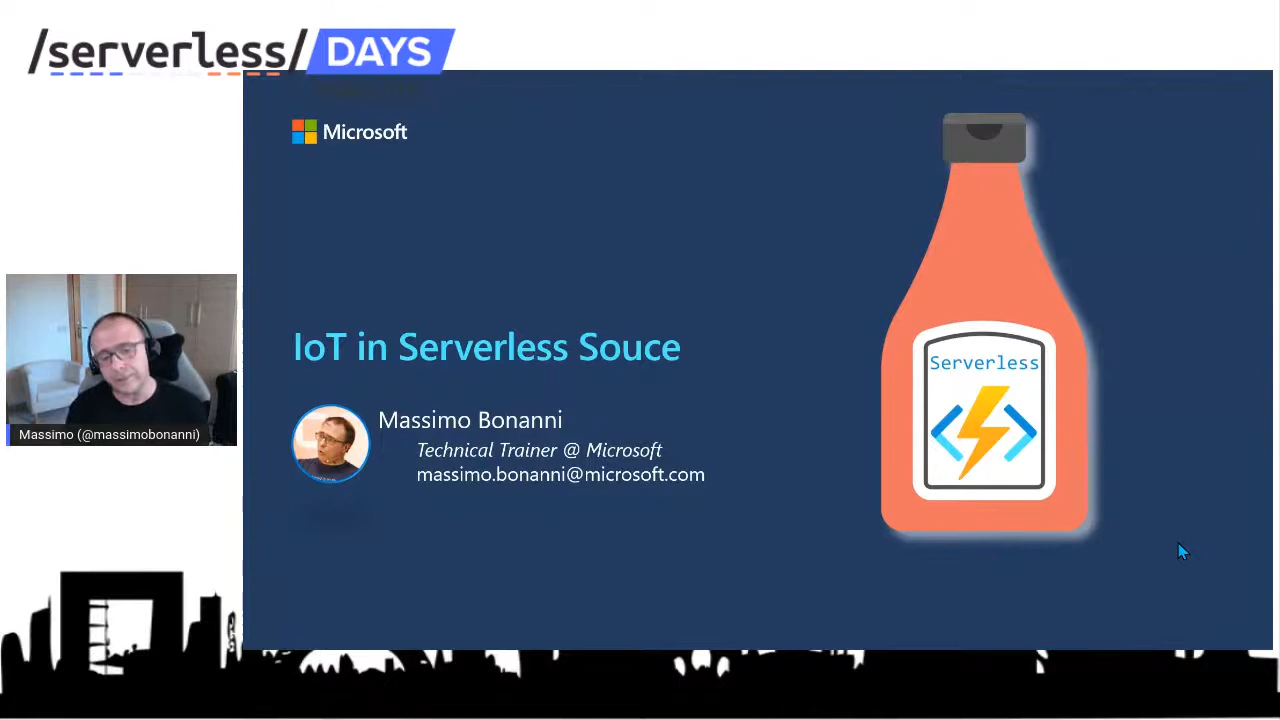 /serverless/ DAYS
Microsoft
Serverless
IoT in Serverless Souce
Massimo Bonanni
Technical Trainer @ Microsoft
massimo.bonanni@microsoft.com
Massimo (@massimobonanni)